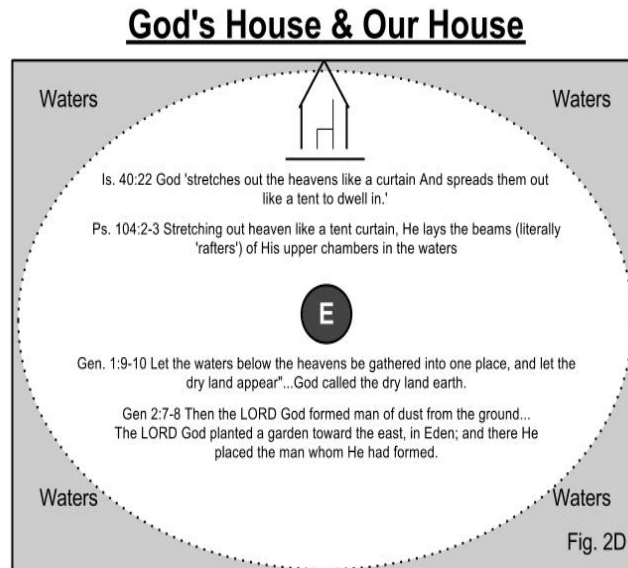 God's House & Our House
Waters
Waters
Is. 40:22 God 'stretches out the heavens like a curtain And spreads them out
like a tent to dwell in.'
Ps. 104:2-3 Stretching out heaven like a tent curtain, He lays the beams (literally
'rafters') of His upper chambers in the waters
E
Gen. 1:9-10 Let the waters below the heavens be gathered into one place, and let the
dry land appear"...God called the dry land earth.
Gen 2:7-8 Then the LORD God formed man of dust from the ground...
The LORD God planted a garden toward the east, in Eden; and there He
placed the man whom He had formed.
Waters
Waters
Fig. 2D